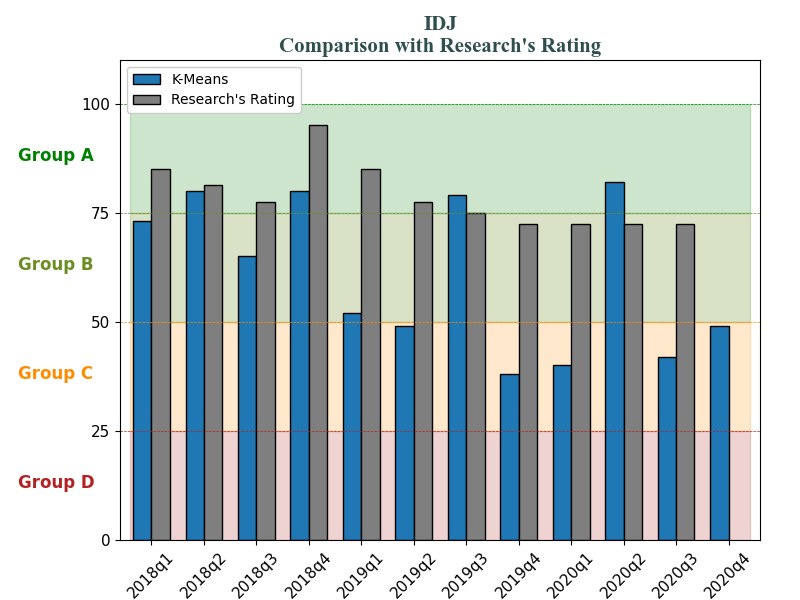 IDJ
Comparison with Research's Rating
K-Means
Research's Rating
100
Group A
75
Group B
50
Group C
25
Group D
0
2018q1
2018q2
2018q3
2018q4
2019q1
2019q2
2019q3
2019q4
2020q1
2020q2
2020q3
2020q4